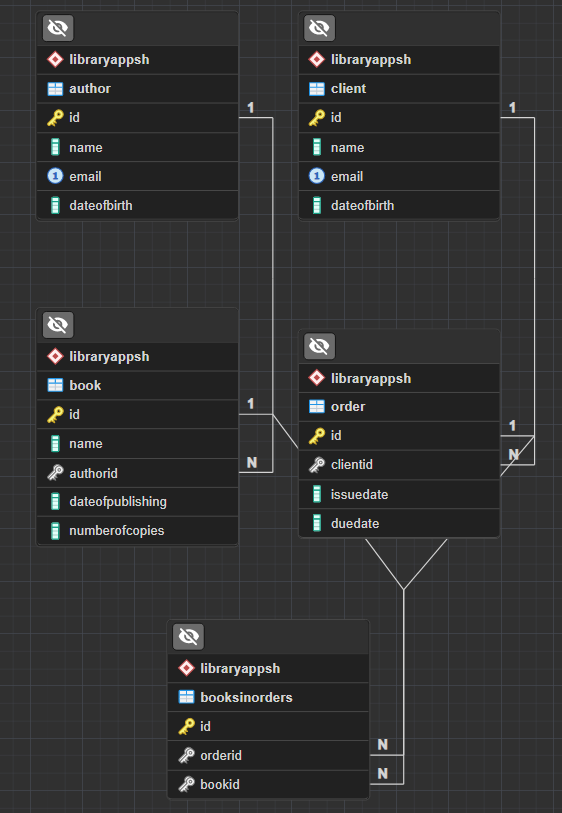 libraryappsh
author
id
name
email
dateofbirth
1
libraryappsh
client
id
name
email
dateofbirth
1
libraryappsh
book
id
name
authorid
dateofpublishing
numberofcopies
1
N
libraryappsh
order
id
clientid
issuedate
duedate
1
N
libraryappsh
booksinorders
id
orderid
bookid
N
N